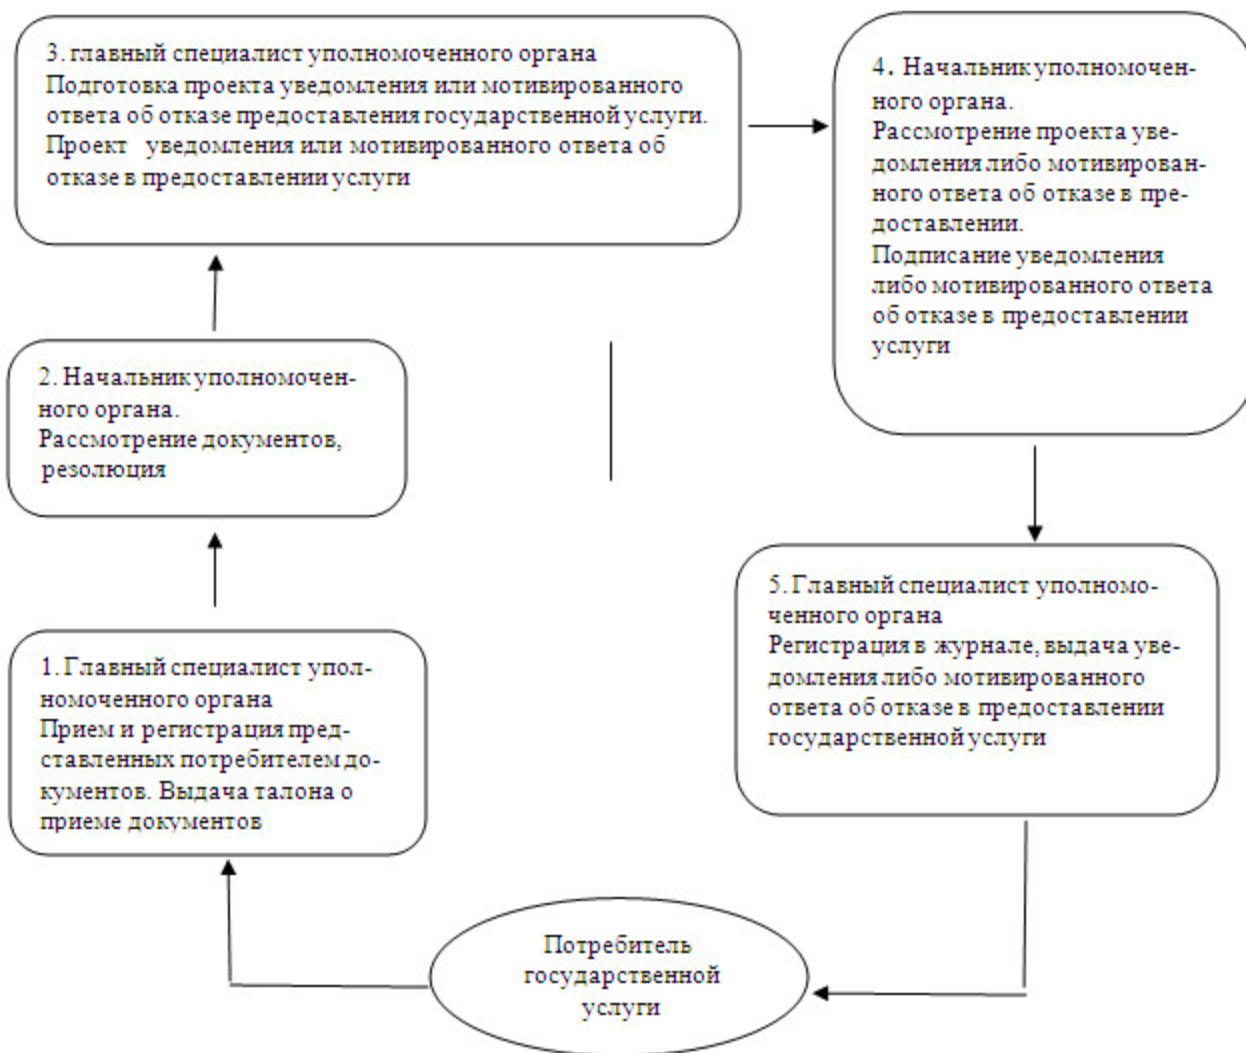 3. главный специалист уполномоченного органа
Подготовка проекта уведомления или мотивированного
ответа об отказе предоставления государственной услуги.
Проект уведомления или мотивированного ответа об
отказе в предоставлении услуги
4. Начальник уполномочен-
ного органа.
Рассмотрение проекта уве-
домления либо мотивирован-
ного ответа об отказе в пре-
доставлении.
Подписание уведомления
либо мотивированного ответа
об отказе в предоставлении
услуги
2. Начальник уполномочен-
ного органа.
Рассмотрение документов,
резолюция
5. Главный специалист уполномо-
ченного органа
Регистрация в журнале, выдача уве-
домления либо мотивированного
ответа об отказе в предоставлении
государственной услуги
1. Главный специалист упол-
номоченного органа
Прием и регистрация пред-
ставленных потребителем до-
кументов. Выдача талона о
приеме документов
Потребитель
государственной
услуги